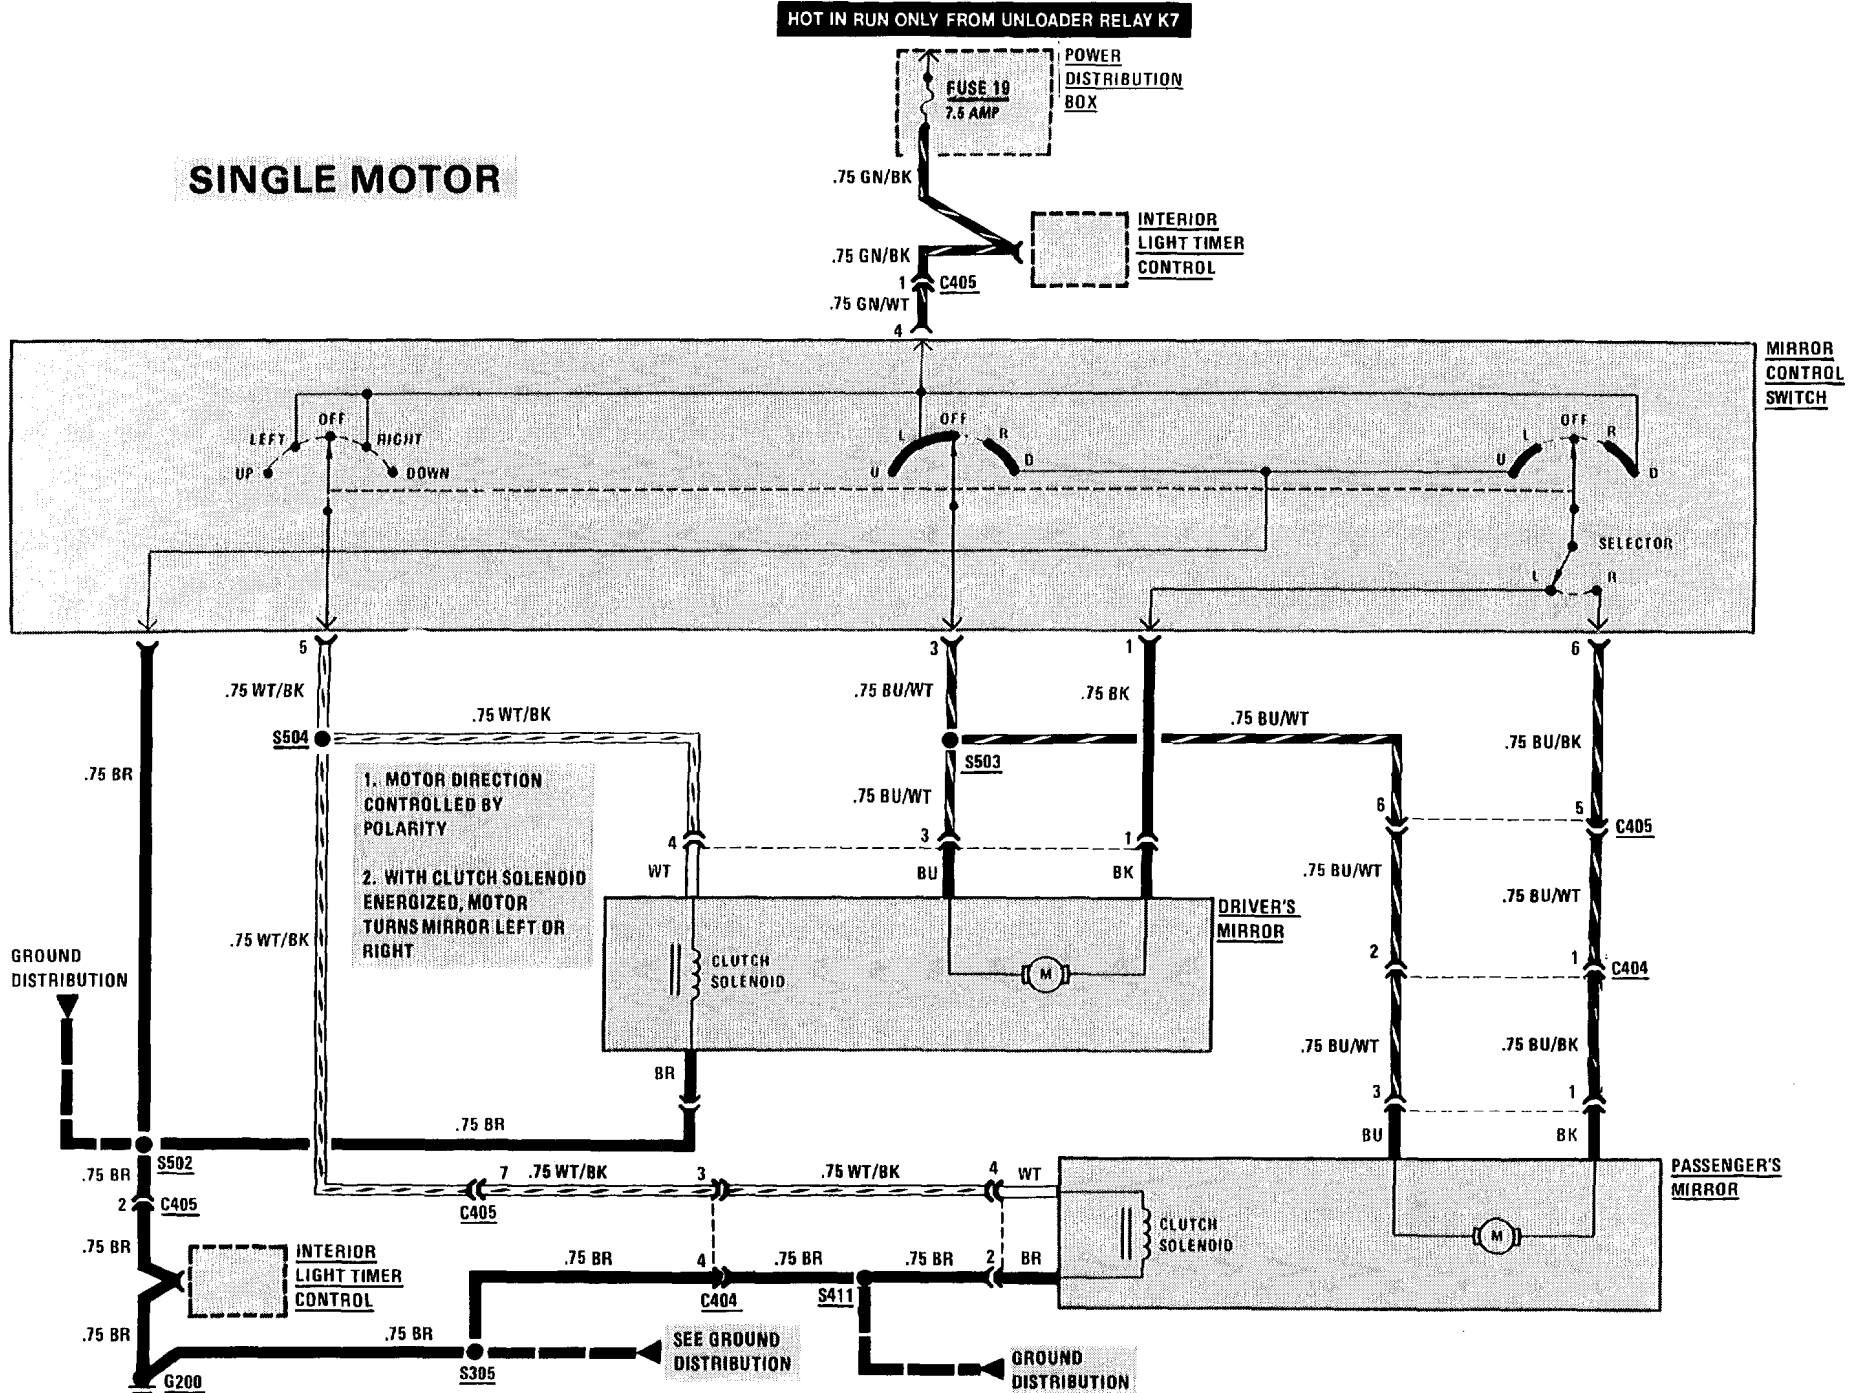 HOT IN RUN ONLY FROM UNLOADER RELAY K7
POWER
DISTRIBUTION
BOX
FUSE 19
7.5 AMP
SINGLE MOTOR
.75 GN/BK
INTERIOR
LIGHT TIMER
CONTROL
.75 GN/BK
1 C405
.75 GN/WT
4
MIRROR
CONTROL
SWITCH
LEFT OFF RIGHT
UP DOWN
L OFF R
U D
L OFF R
U D
SELECTOR
L R
5 3 1 6
.75 WT/BK .75 BU/WT .75 BK
.75 WT/BK .75 BU/WT .75 BU/BK
S504 S503
.75 BR
1. MOTOR DIRECTION
CONTROLLED BY
POLARITY
2. WITH CLUTCH SOLENOID
ENERGIZED, MOTOR
TURNS MIRROR LEFT OR
RIGHT
.75 BU/WT
6 5 C405
4 3 1
WT BU BK
.75 BU/WT .75 BU/WT
DRIVER'S
MIRROR
.75 WT/BK
GROUND
DISTRIBUTION
CLUTCH
SOLENOID
M
2 1 C404
.75 BU/WT .75 BU/BK
BR
3 1
BU BK
.75 BR
S502
.75 BR
2 C405
7 .75 WT/BK 3 .75 WT/BK 4 WT
C405
PASSENGER'S
MIRROR
CLUTCH
SOLENOID
M
.75 BR
INTERIOR
LIGHT TIMER
CONTROL
.75 BR 4 .75 BR .75 BR 2 BR
C404 S411
.75 BR .75 BR
SEE GROUND
DISTRIBUTION
GROUND
DISTRIBUTION
G200 S305